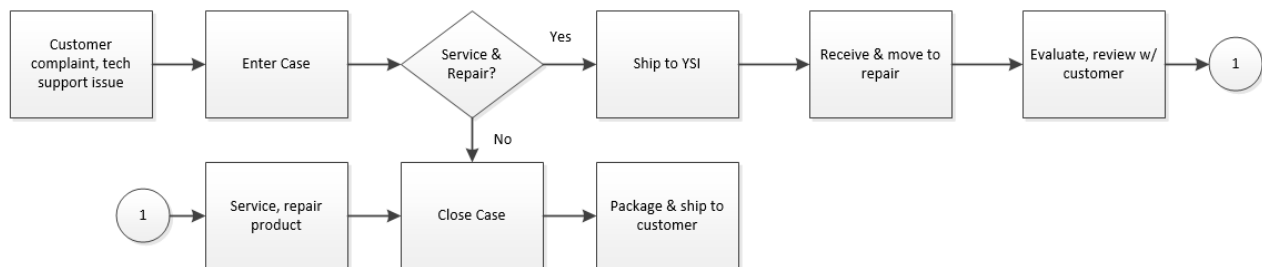 Customer
complaint, tech
support issue
Enter Case
Service &
Repair?
Yes
Ship to YSI
Receive & move to
repair
Evaluate, review w/
customer
1
No
1
Service, repair
product
Close Case
Package & ship to
customer